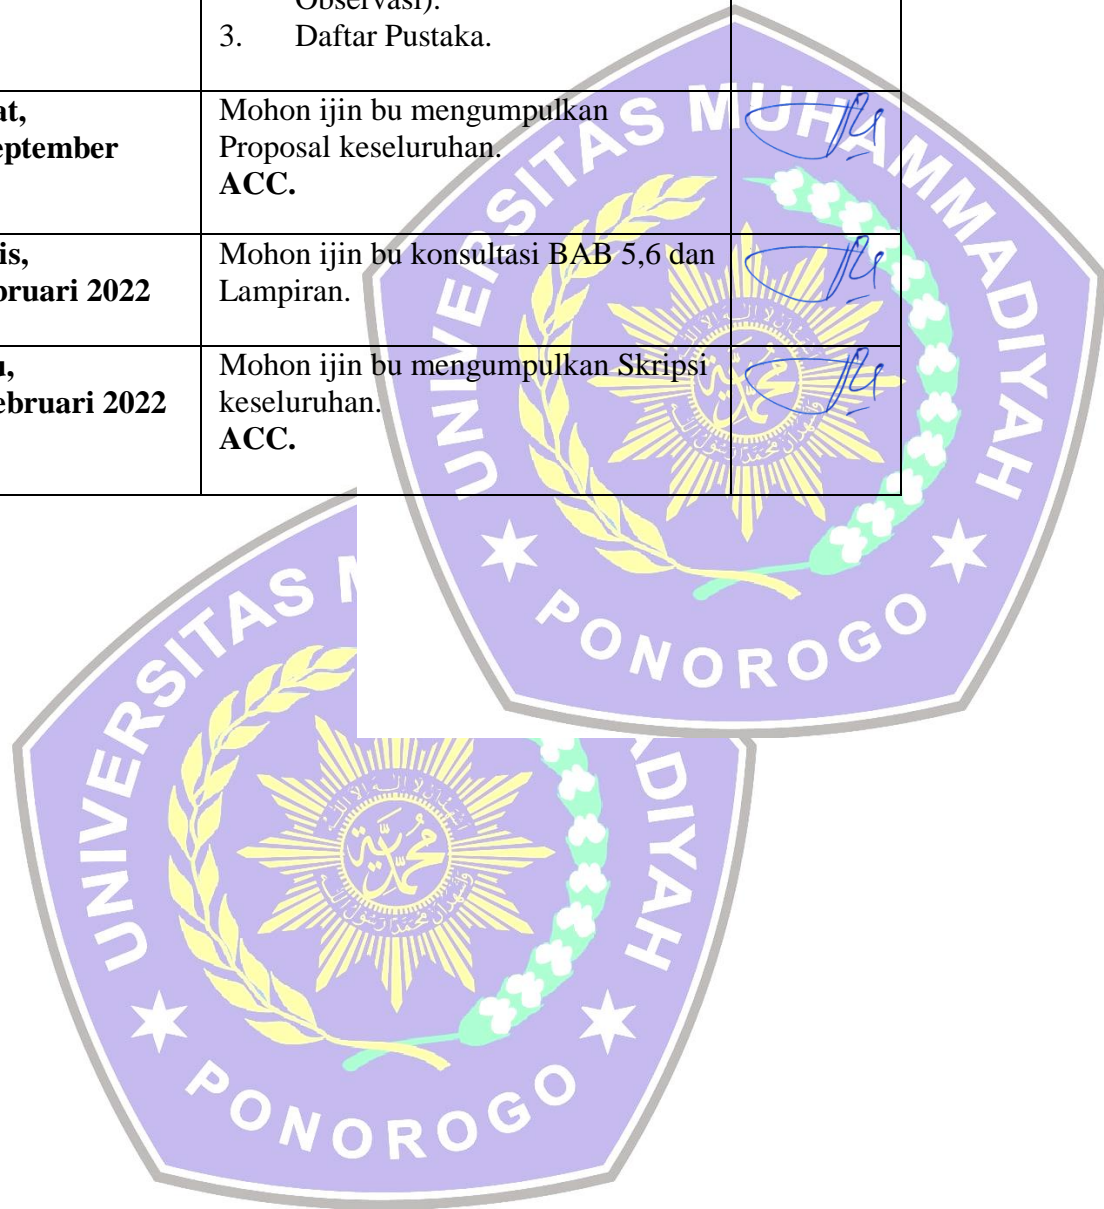 Observasi).
3. Daftar Pustaka.
at,
eptember
Mohon ijin bu mengumpulkan
Proposal keseluruhan.
ACC.
is,
bruari 2022
Mohon ijin bu konsultasi BAB 5,6 dan
Lampiran.
u,
ebruari 2022
Mohon ijin bu mengumpulkan Skripsi
keseluruhan.
ACC.
UNIVERSITAS MUHAMMADIYAH
PONOROGO
UNIVERSITAS M
ADIYAH
PONOROGO